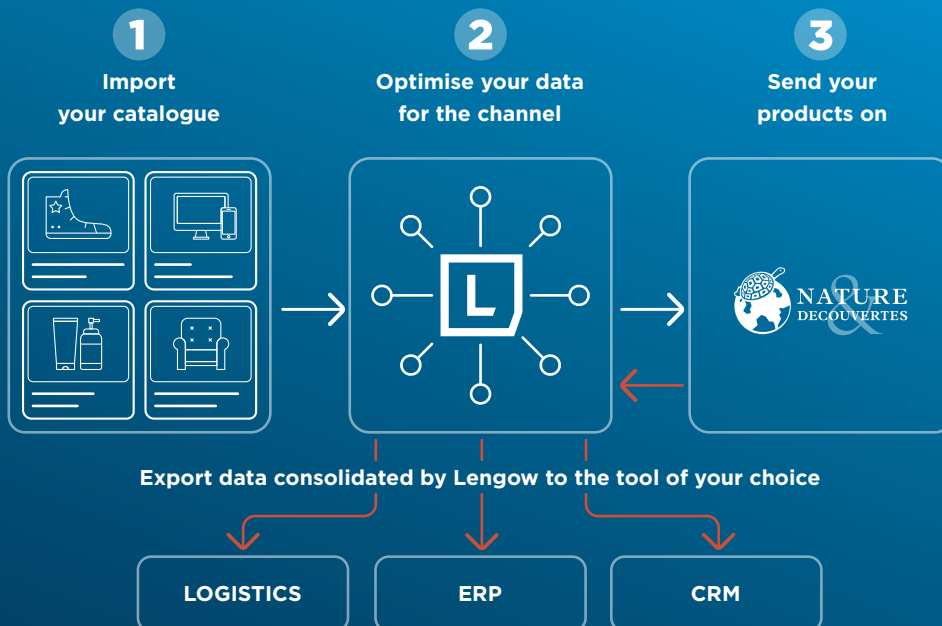 1
Import
your catalogue
2
Optimise your data
for the channel
3
Send your
products on
L
NATURE
&
DECOUVERTES
Export data consolidated by Lengow to the tool of your choice
LOGISTICS
ERP
CRM